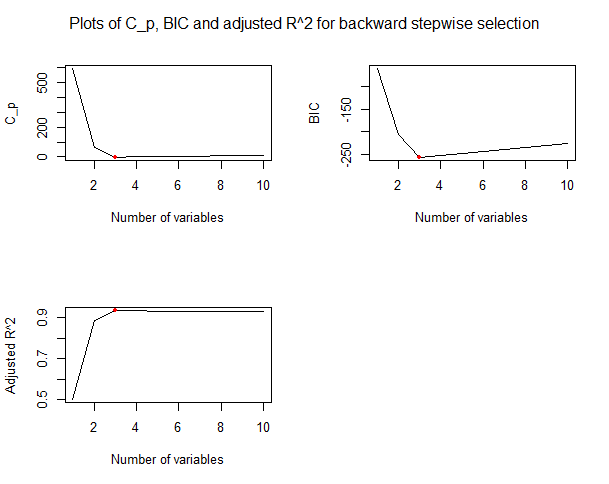 Plots of C_p, BIC and adjusted R^2 for backward stepwise selection
C_p
0 200 500
2 4 6 8 10
Number of variables
BIC
-250 -150
2 4 6 8 10
Number of variables
Adjusted R^2
0.5 0.7 0.9
2 4 6 8 10
Number of variables